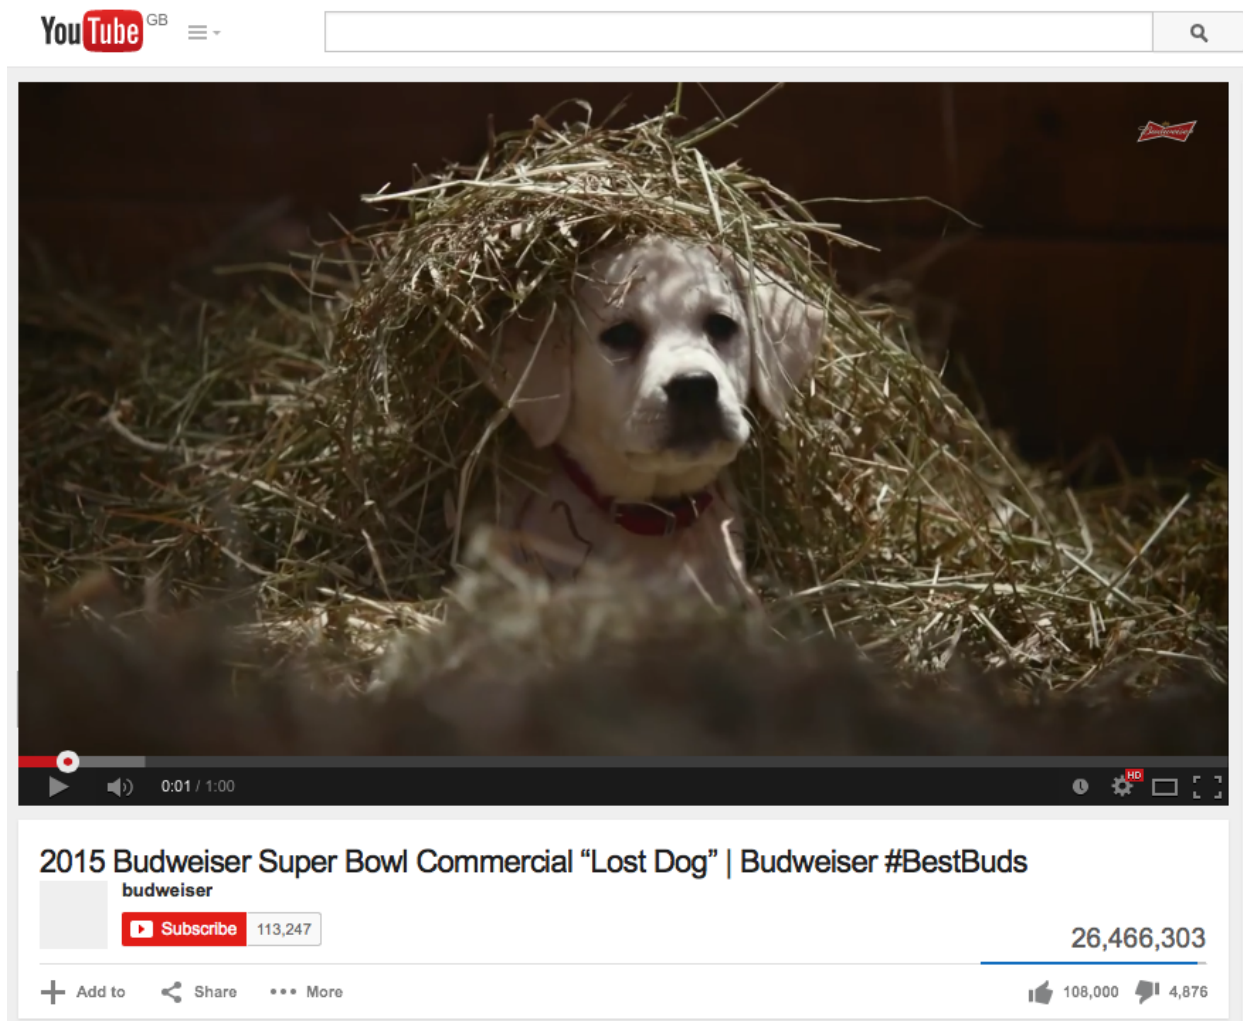 YouTube GB
Budweiser
HD
0:01 / 1:00
2015 Budweiser Super Bowl Commercial “Lost Dog” | Budweiser #BestBuds
budweiser
Subscribe 113,247
26,466,303
Add to Share More
108,000 4,876